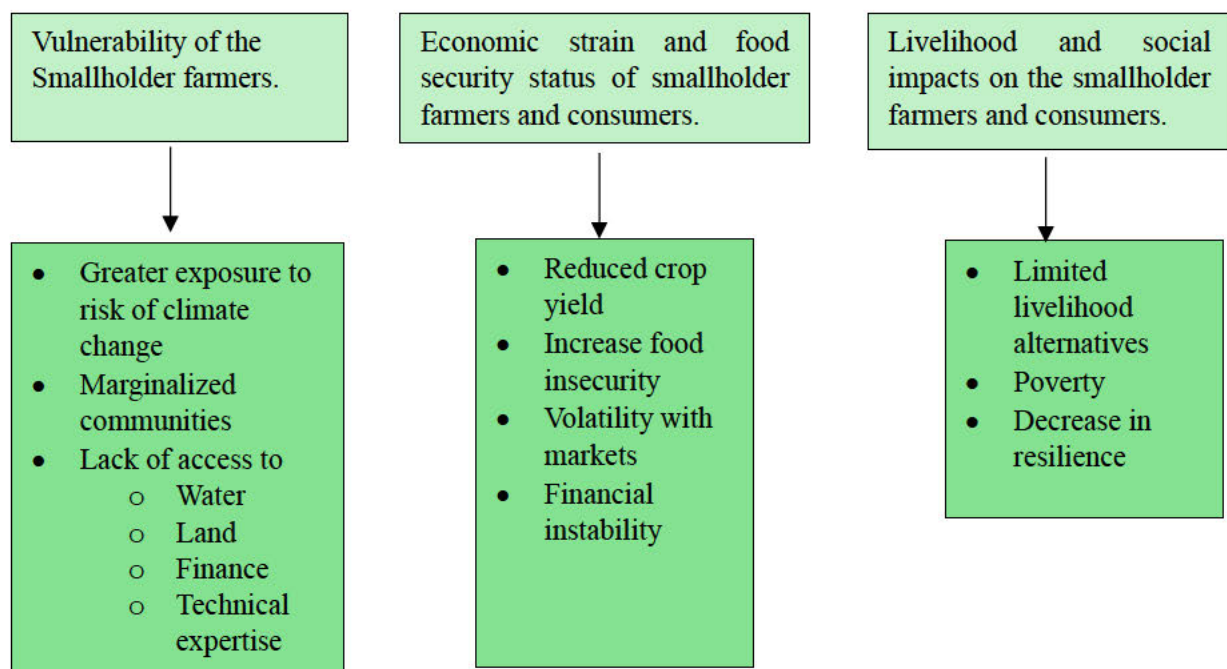 Vulnerability of the
Smallholder farmers.
• Greater exposure to
risk of climate
change
• Marginalized
communities
• Lack of access to
o Water
o Land
o Finance
o Technical
expertise
Economic strain and food
security status of smallholder
farmers and consumers.
• Reduced crop
yield
• Increase food
insecurity
• Volatility with
markets
• Financial
instability
Livelihood and social
impacts on the smallholder
farmers and consumers.
• Limited
livelihood
alternatives
• Poverty
• Decrease in
resilience